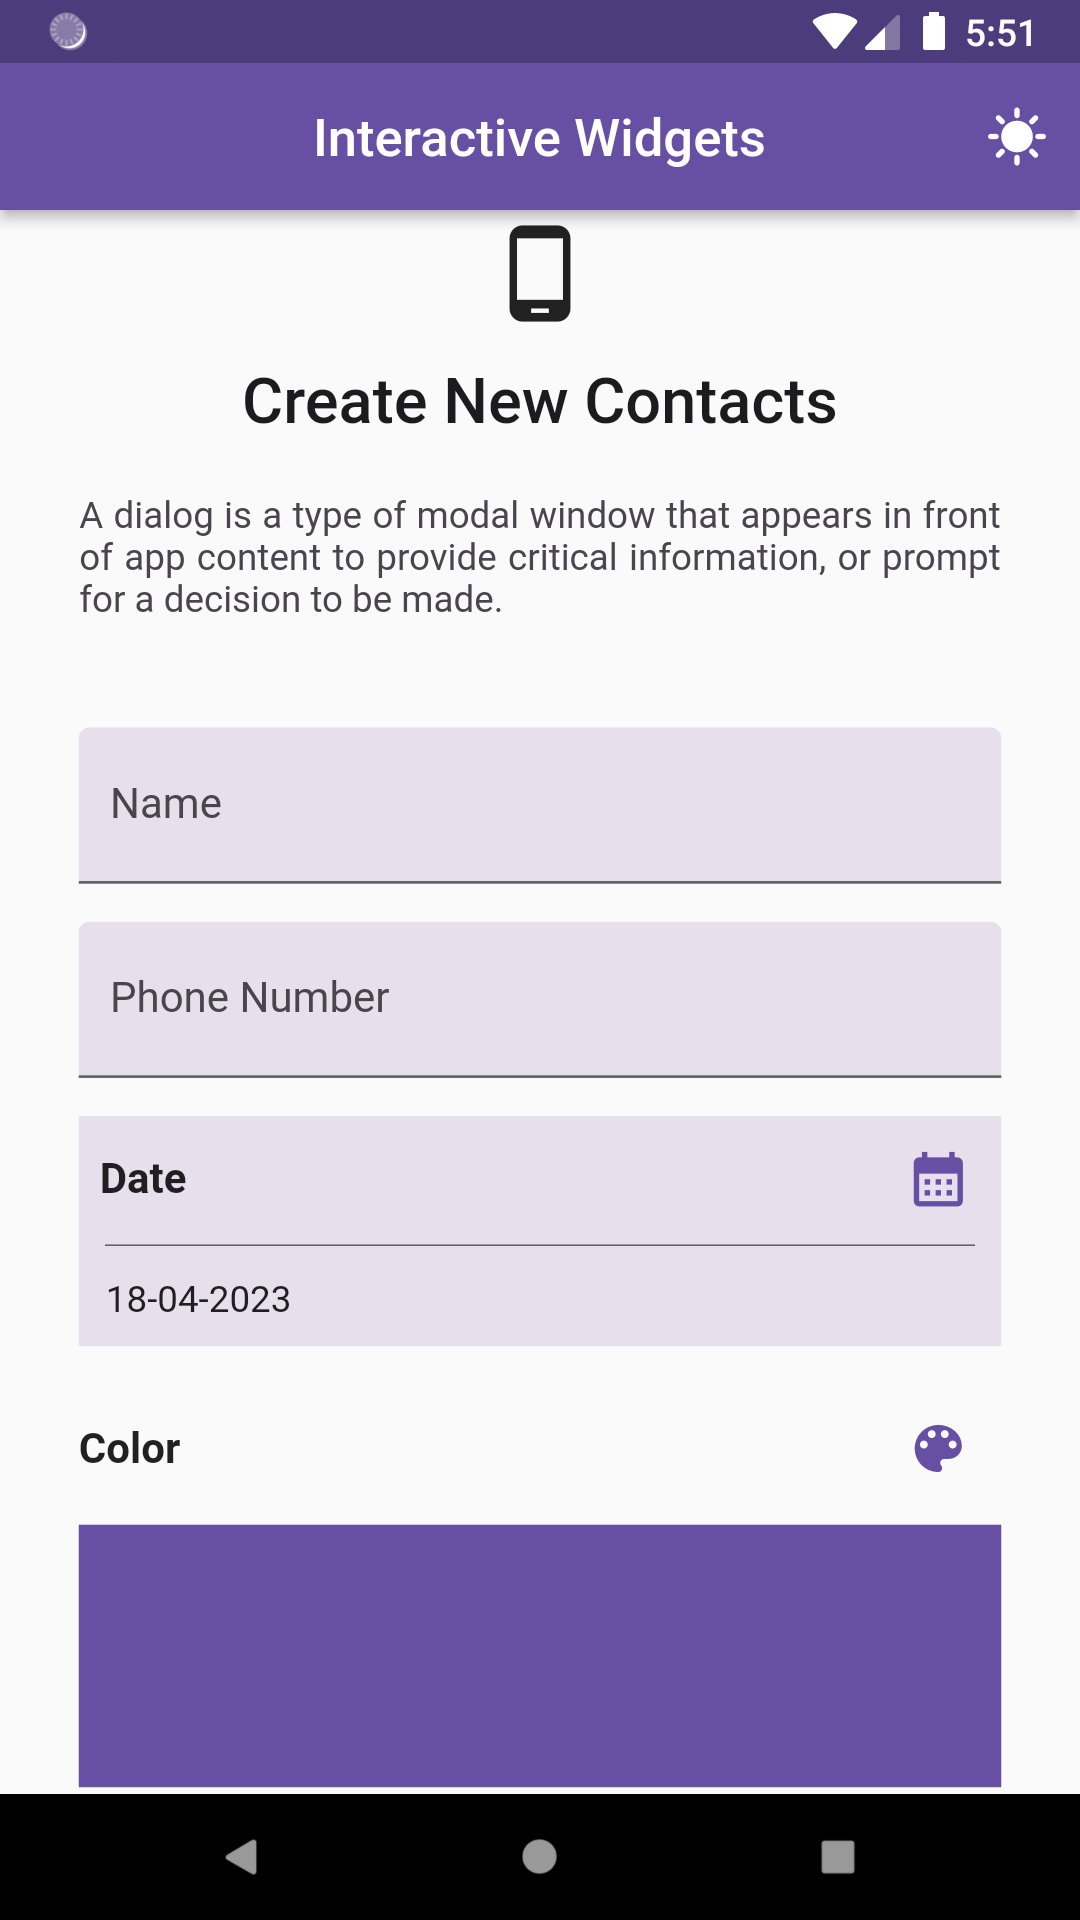 5:51
Interactive Widgets
Create New Contacts
A dialog is a type of modal window that appears in front
of app content to provide critical information, or prompt
for a decision to be made.
Name
Phone Number
Date
18-04-2023
Color